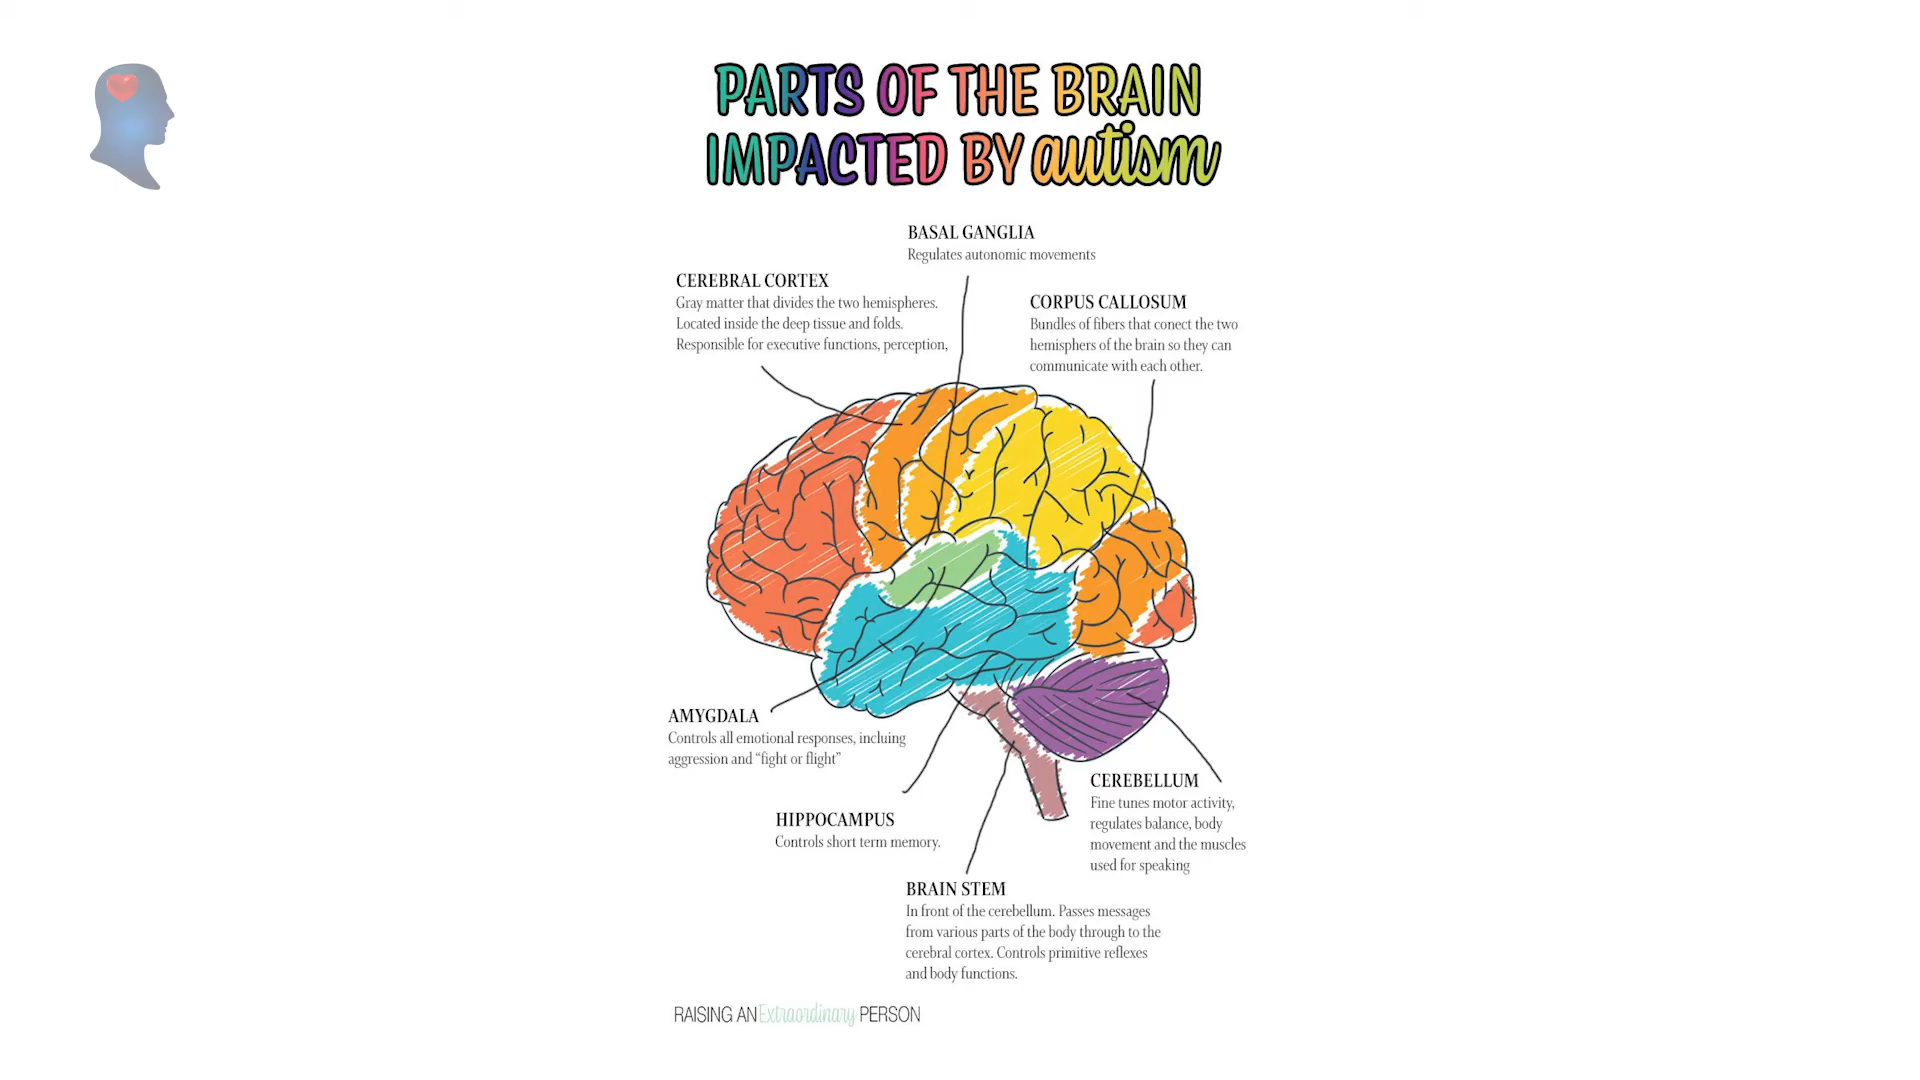 PARTS OF THE BRAIN
IMPACTED BY autism
BASAL GANGLIA
Regulates autonomic movements
CEREBRAL CORTEX
Gray matter that divides the two hemispheres.
Located inside the deep tissue and folds.
Responsible for executive functions, perception,
CORPUS CALLOSUM
Bundles of fibers that conect the two
hemisphers of the brain so they can
communicate with each other.
AMYGDALA
Controls all emotional responses, incluing
aggression and “fight or flight”
HIPPOCAMPUS
Controls short term memory.
CEREBELLUM
Fine tunes motor activity,
regulates balance, body
movement and the muscles
used for speaking
BRAIN STEM
In front of the cerebellum. Passes messages
from various parts of the body through to the
cerebral cortex. Controls primitive reflexes
and body functions.
RAISING AN Extraordinary PERSON